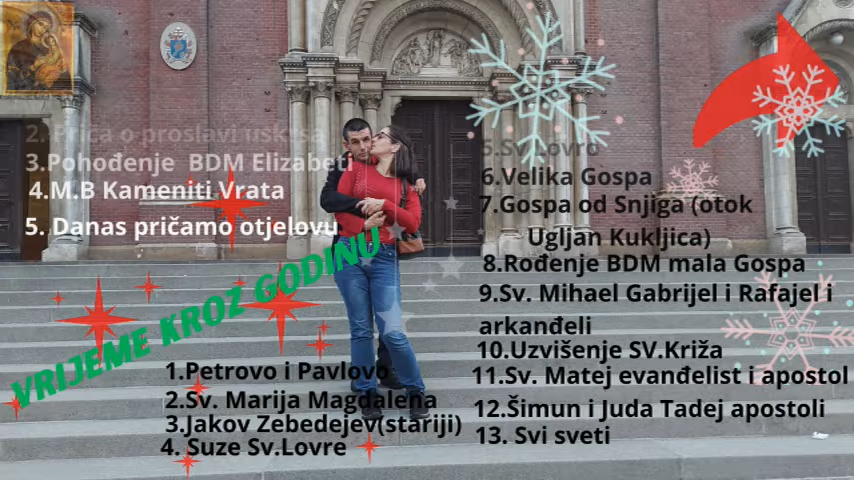 2. Priča o proslavi uskrsa
3.Pohođenje BDM Elizabeti
4.M.B Kameniti Vrata
5. Danas pričamo otjelovu
VRIJEME KROZ GODINU
1.Petrovo i Pavlovo
2.Sv. Marija Magdalena
3.Jakov Zebedejev(stariji)
4. Suze Sv.Lovre
5.Sv.Lovro
6.Velika Gospa
7.Gospa od Snjiga (otok
Ugljan Kukljica)
8.Rođenje BDM mala Gospa
9.Sv. Mihael Gabrijel i Rafajel i
arkanđeli
10.Uzvišenje SV.Križa
11.Sv. Matej evanđelist i apostol
12.Šimun i Juda Tadej apostoli
13. Svi sveti